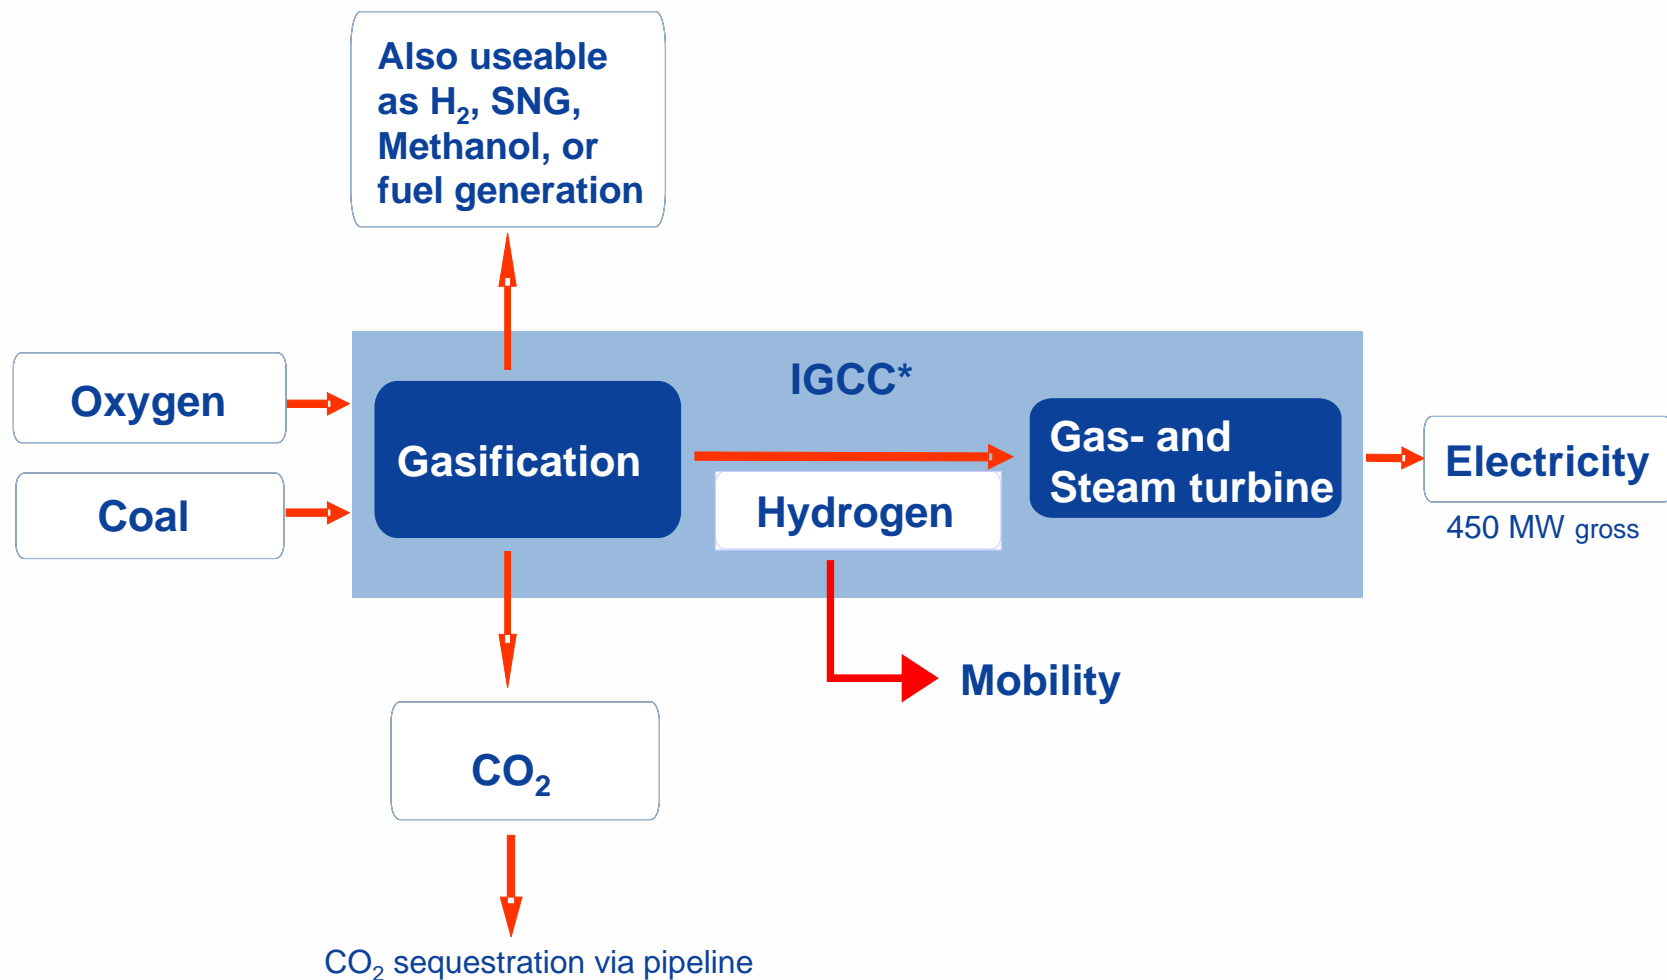 Also useable
as H₂, SNG,
Methanol, or
fuel generation
IGCC*
Oxygen
Coal
Gasification
Hydrogen
Gas- and
Steam turbine
Electricity
450 MW gross
Mobility
CO₂
CO₂ sequestration via pipeline